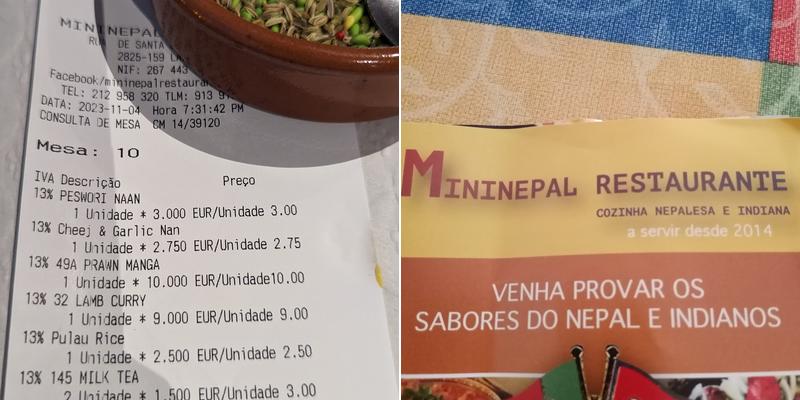 MININEPAL
RUA DE SANTA
2825-159
NIF: 267 443
Facebook/mininepalrestaurant
TEL: 212 958 320 TLM: 913
DATA: 2023-11-04 Hora 7:31:42 PM
CONSULTA DE MESA CM 14/39120
Mesa: 10
IVA Descrição Preço
13% PESWORI NAAN
1 Unidade * 3.000 EUR/Unidade 3.00
13% Cheej & Garlic Nan
1 Unidade * 2.750 EUR/Unidade 2.75
13% 49A PRAWN MANGA
1 Unidade * 10.000 EUR/Unidade10.00
13% 32 LAMB CURRY
1 Unidade * 9.000 EUR/Unidade 9.00
13% Pulau Rice
1 Unidade * 2.500 EUR/Unidade 2.50
13% 145 MILK TEA
2 Unidade * 1.500 EUR/Unidade 3.00
MININEPAL RESTAURANTE
COZINHA NEPALESA E INDIANA
a servir desde 2014
VENHA PROVAR OS
SABORES DO NEPAL E INDIANOS